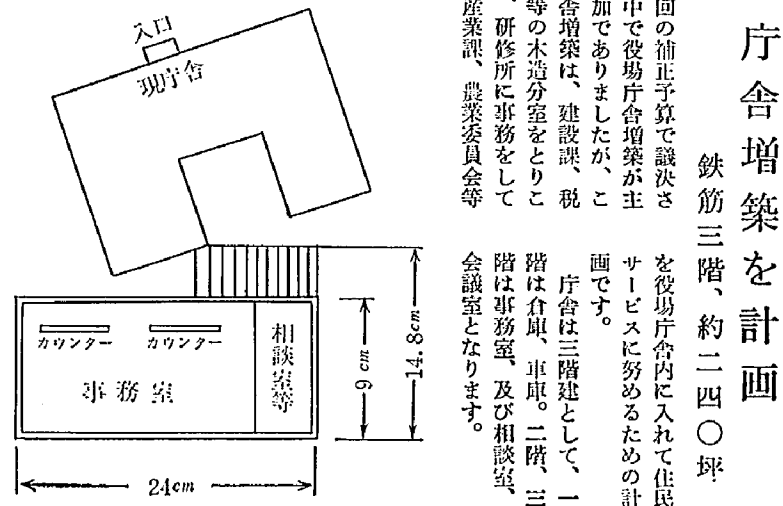 庁舎増築を計画
鉄筋三階、約二四〇坪
回の補正予算で議決さ
中で役場庁舎増築が主
加でありましたが、こ
舎増築は、建設課、税
等の木造分室をとりこ
、研修所に事務をして
産業課、農業委員会等
を役場庁舎内に入れて住民
サービスに努めるための計
画です。
庁舎は三階建として、一
階は倉庫、車庫。二階、三
階は事務室、及び相談室、
会議室となります。
入口
現庁舎
カウンター
カウンター
事務室
相談室等
9cm
14.8cm
24cm